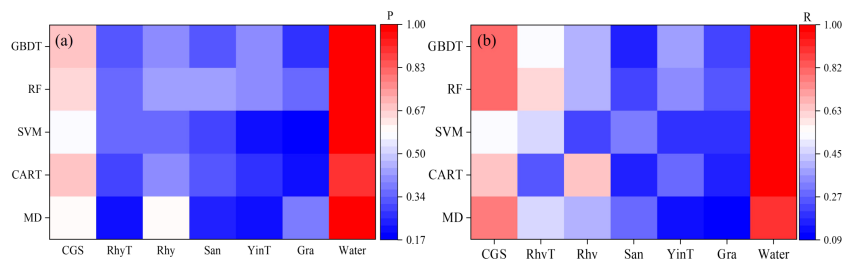 P
(a)
GBDT
RF
SVM
CART
MD
CGS RhyT Rhy San YinT Gra Water
1.00
0.83
0.67
0.50
0.34
0.17
R
(b)
GBDT
RF
SVM
CART
MD
CGS RhyT Rhy San YinT Gra Water
1.00
0.81
0.63
0.45
0.27
0.09